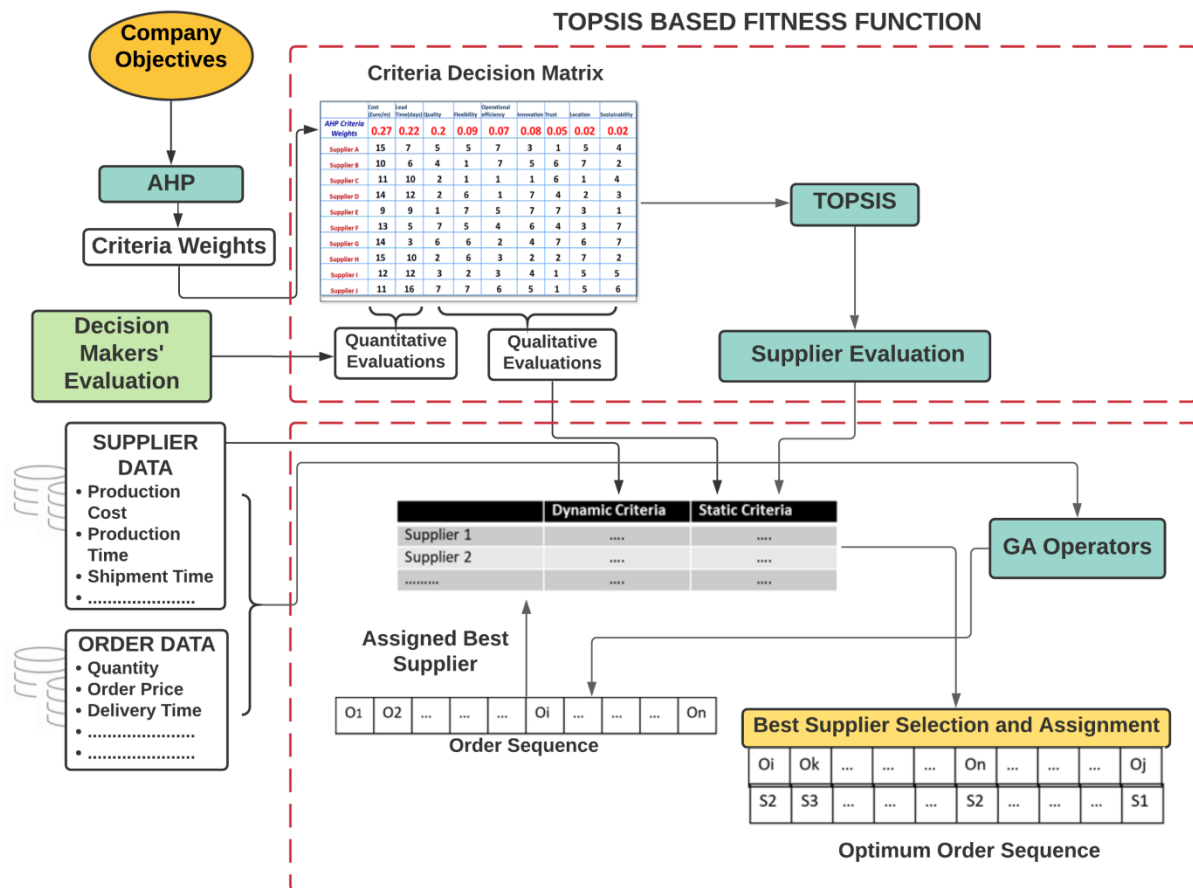 TOPSIS BASED FITNESS FUNCTION
Company
Objectives
AHP
Criteria Weights
Decision
Makers'
Evaluation
Criteria Decision Matrix
Cost (Euro/m) Lead Time(days) Quality Flexibility Operational efficiency Innovation Trust Location Sustainability
AHP Criteria Weights 0.27 0.22 0.2 0.09 0.07 0.08 0.05 0.02 0.02
Supplier A 15 7 5 5 7 3 1 5 4
Supplier B 10 6 4 1 7 5 6 7 2
Supplier C 11 10 2 1 1 1 6 1 4
Supplier D 14 12 2 6 1 7 4 2 3
Supplier E 9 9 1 7 5 7 7 3 1
Supplier F 13 5 7 5 4 6 4 3 7
Supplier G 14 3 6 6 2 4 7 6 7
Supplier H 15 10 2 6 3 2 2 7 2
Supplier I 12 12 3 2 3 4 1 5 5
Supplier J 11 16 7 7 6 5 1 5 6
Quantitative
Evaluations
Qualitative
Evaluations
TOPSIS
Supplier Evaluation
SUPPLIER
DATA
• Production
Cost
• Production
Time
• Shipment Time
• ......................
ORDER DATA
• Quantity
• Order Price
• Delivery Time
• ......................
• ......................
Dynamic Criteria Static Criteria
Supplier 1 .... ....
Supplier 2 .... ....
......... .... ....
GA Operators
Assigned Best
Supplier
O1 O2 ... ... ... Oi ... ... ... On
Order Sequence
Best Supplier Selection and Assignment
Oi Ok ... ... ... On ... ... ... Oj
S2 S3 ... ... ... S2 ... ... ... S1
Optimum Order Sequence